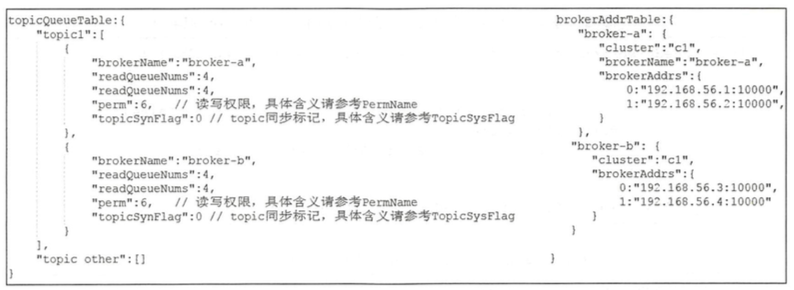 topicQueueTable:{
    "topic1":[
        {
            "brokerName":"broker-a",
            "readQueueNums":4,
            "readQueueNums":4,
            "perm":6,   // 读写权限，具体含义请参考PermName
            "topicSynFlag":0 // topic同步标记，具体含义请参考TopicSysFlag
        },
        {
            "brokerName":"broker-b",
            "readQueueNums":4,
            "readQueueNums":4,
            "perm":6,   // 读写权限，具体含义请参考PermName
            "topicSynFlag":0 // topic同步标记，具体含义请参考TopicSysFlag
        }
    ],
    "topic other":[]
}
brokerAddrTable:{
    "broker-a": {
        "cluster":"c1",
        "brokerName":"broker-a",
        "brokerAddrs":{
            0:"192.168.56.1:10000",
            1:"192.168.56.2:10000",
        }
    },
    "broker-b": {
        "cluster":"c1",
        "brokerAddrs":{
            0:"192.168.56.3:10000",
            1:"192.168.56.4:10000"
        }
    }
}